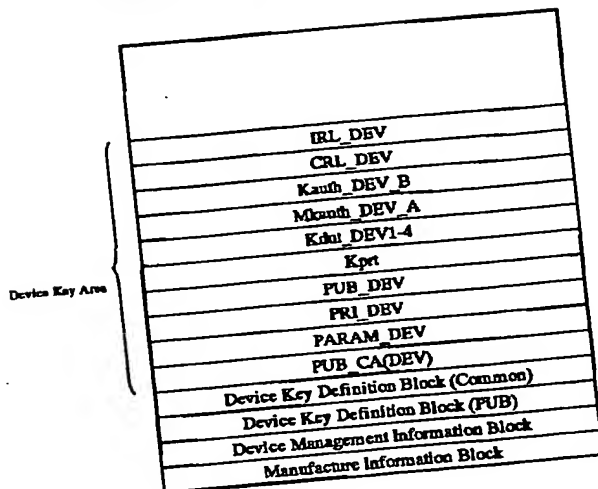 IRL_DEV
CRL_DEV
Kauth_DEV_B
Mkauth_DEV_A
Kdut_DEV1-4
Kprt
PUB_DEV
PRI_DEV
PARAM_DEV
PUB_CA(DEV)
Device Key Area
Device Key Definition Block (Common)
Device Key Definition Block (PUB)
Device Management Information Block
Manufacture Information Block